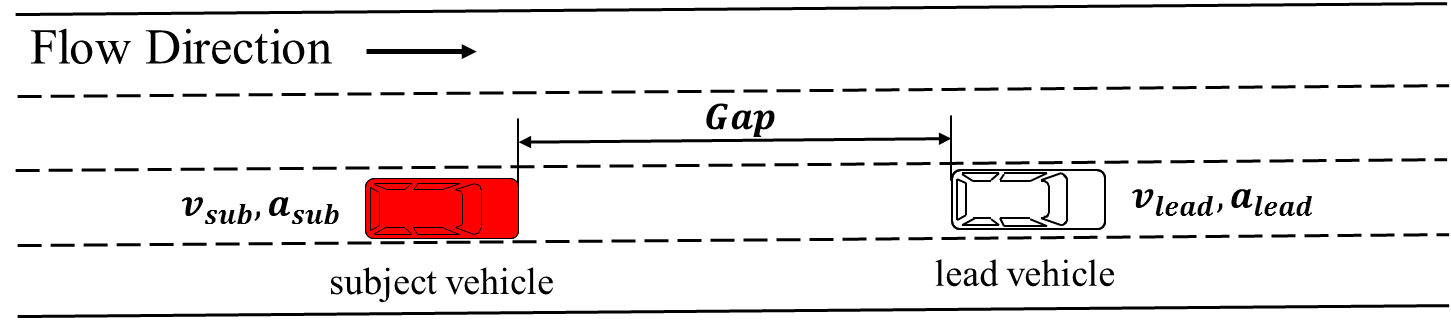 Flow Direction
Gap
v_sub, a_sub
v_lead, a_lead
subject vehicle
lead vehicle